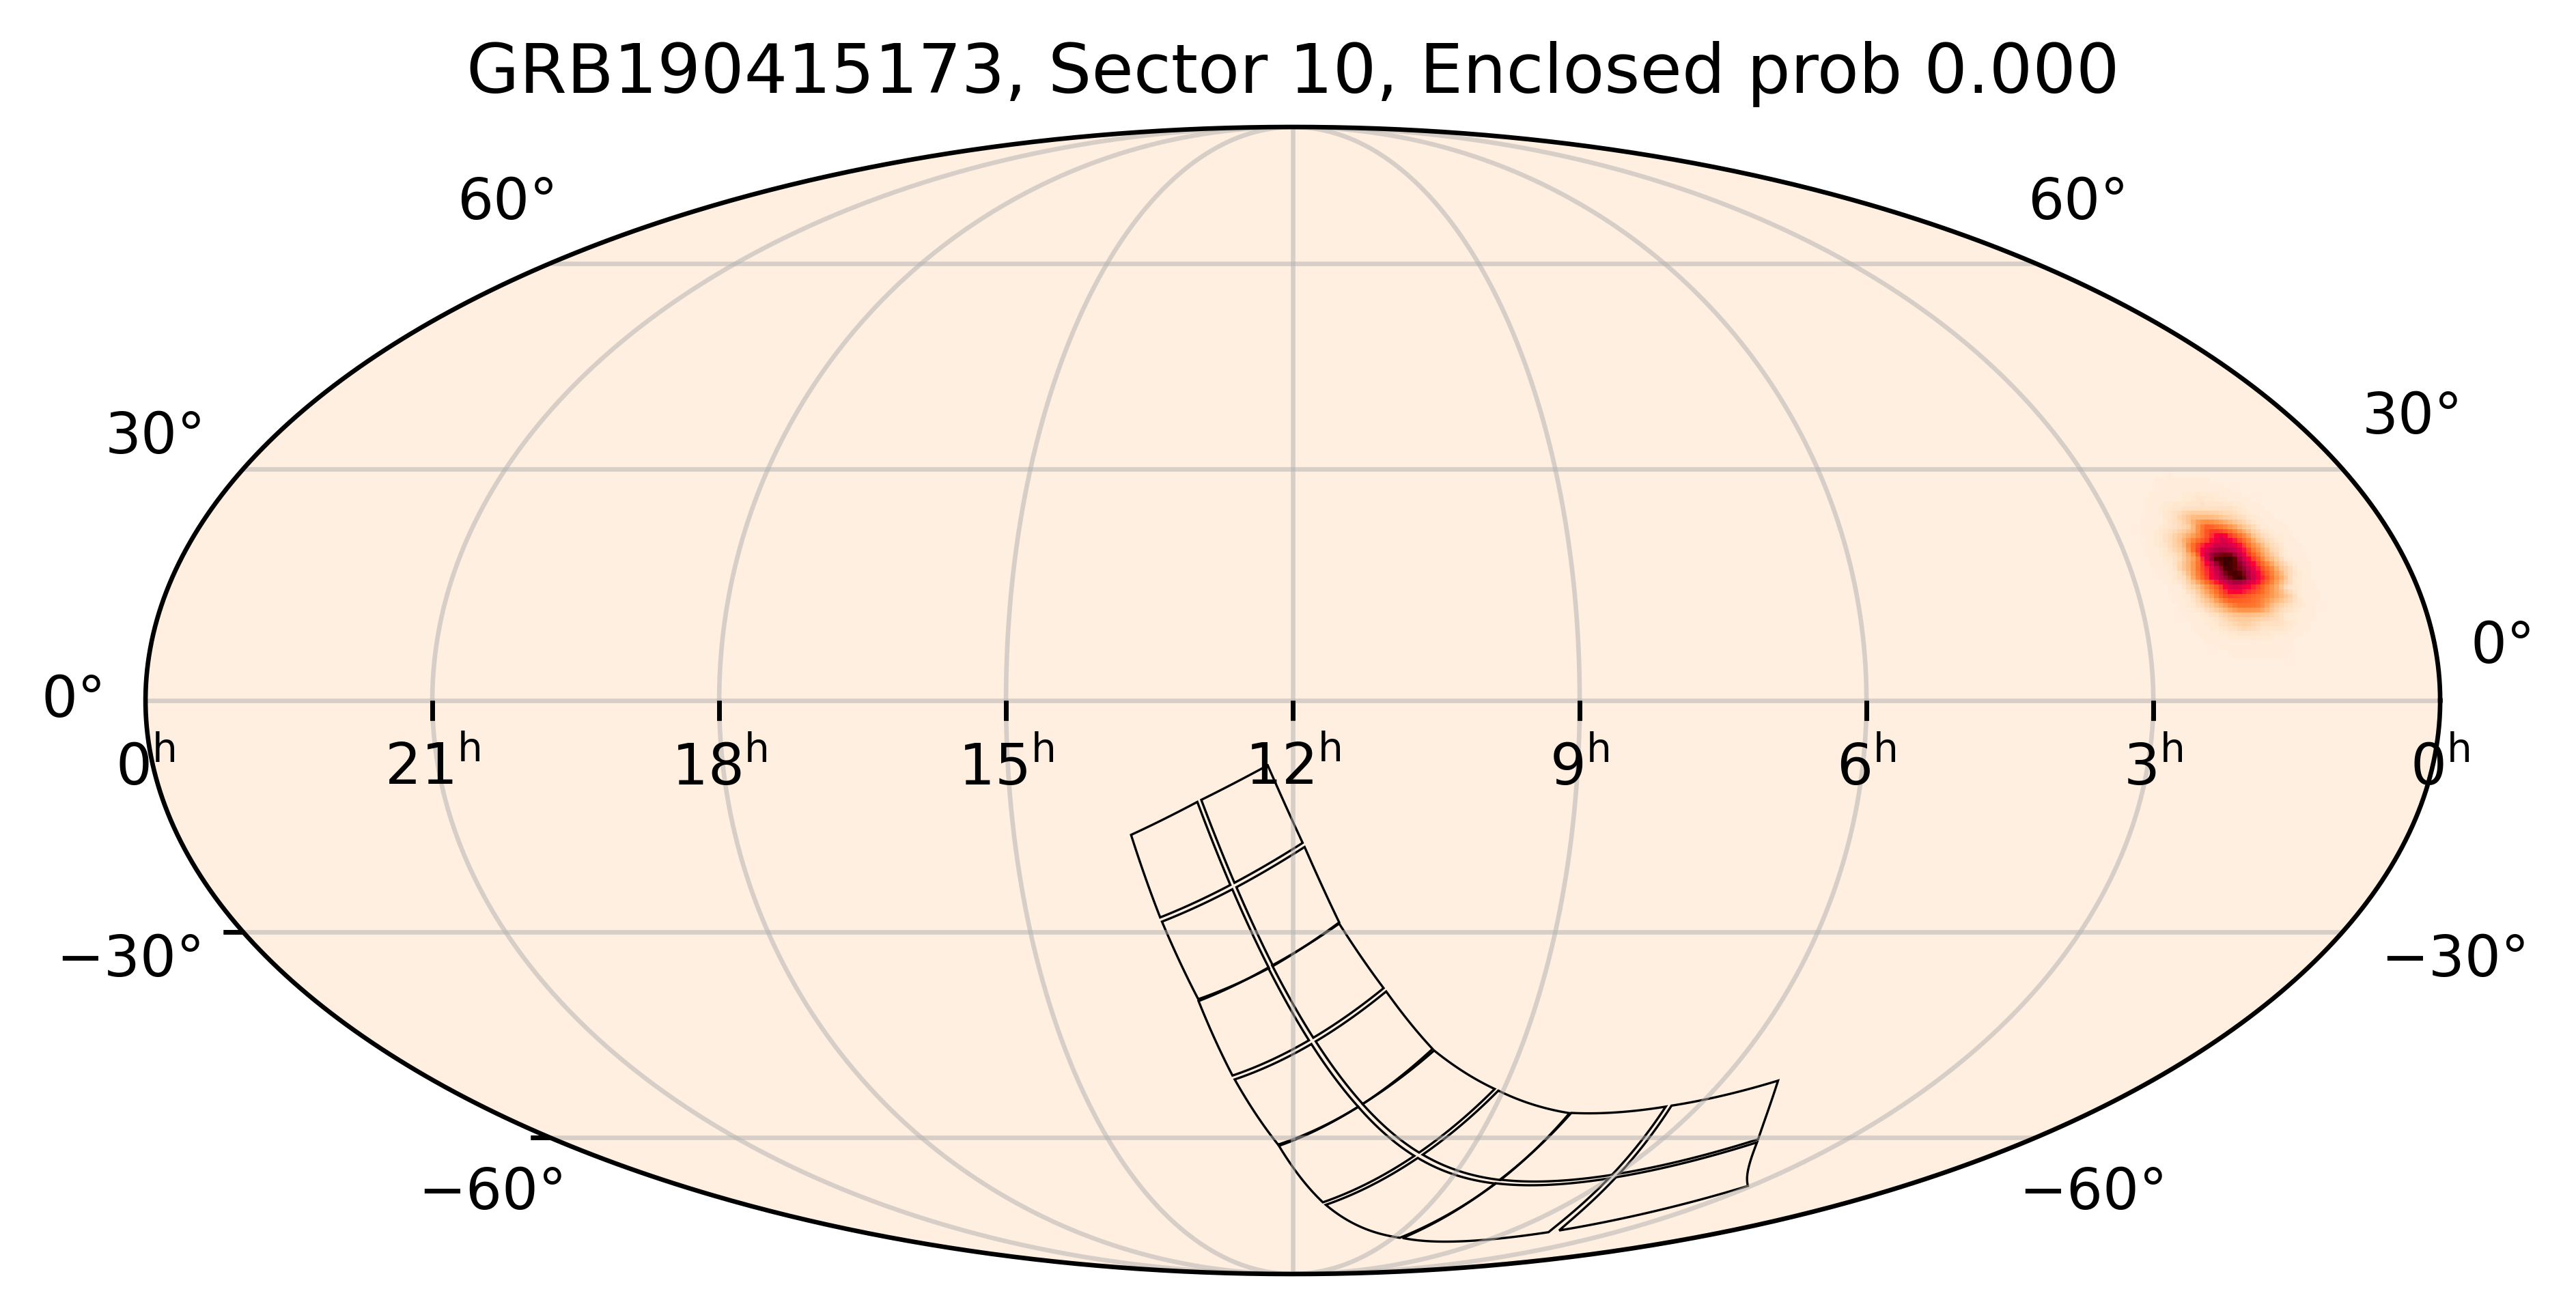 GRB190415173, Sector 10, Enclosed prob 0.000
60° 60°
30° 30°
0° 0°
0ʰ 21ʰ 18ʰ 15ʰ 12ʰ 9ʰ 6ʰ 3ʰ 0ʰ
−30° −30°
−60° −60°